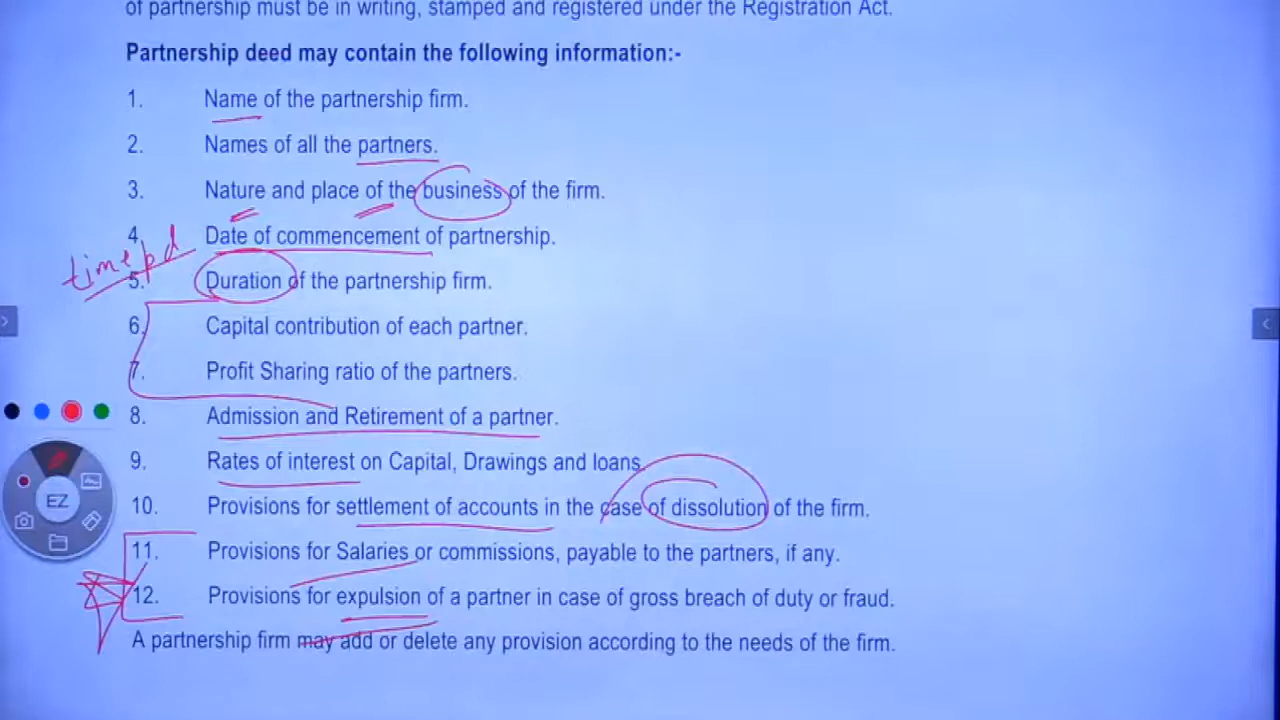 of partnership must be in writing, stamped and registered under the Registration Act.
Partnership deed may contain the following information:-
1. Name of the partnership firm.
2. Names of all the partners.
3. Nature and place of the business of the firm.
4. Date of commencement of partnership.
time pd
5. Duration of the partnership firm.
6. Capital contribution of each partner.
7. Profit Sharing ratio of the partners.
8. Admission and Retirement of a partner.
9. Rates of interest on Capital, Drawings and loans.
EZ
10. Provisions for settlement of accounts in the case of dissolution of the firm.
11. Provisions for Salaries or commissions, payable to the partners, if any.
12. Provisions for expulsion of a partner in case of gross breach of duty or fraud.
A partnership firm may add or delete any provision according to the needs of the firm.